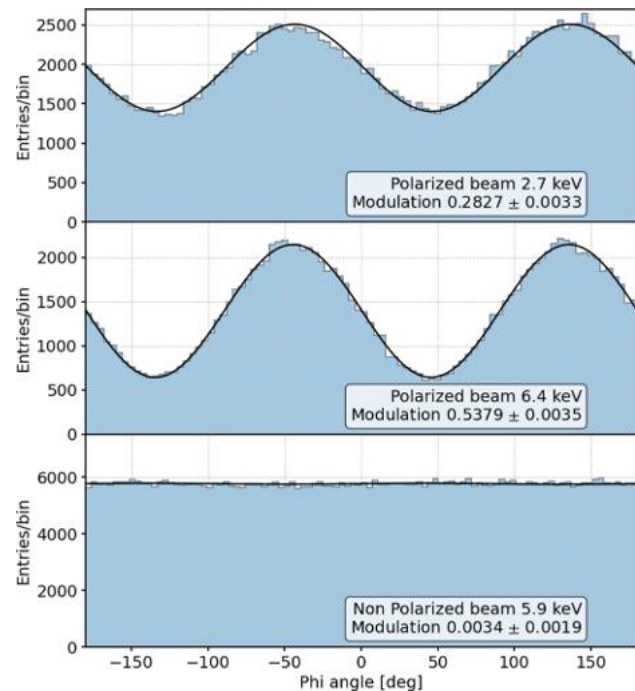 2500
2000
1500
1000
500
0
Entries/bin
Polarized beam 2.7 keV
Modulation 0.2827 ± 0.0033
2000
1500
1000
500
0
Entries/bin
Polarized beam 6.4 keV
Modulation 0.5379 ± 0.0035
6000
4000
2000
0
Entries/bin
Non Polarized beam 5.9 keV
Modulation 0.0034 ± 0.0019
−150 −100 −50 0 50 100 150
Phi angle [deg]